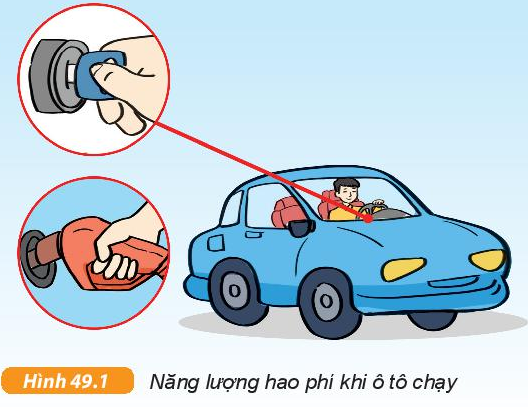 Hình 49.1 Năng lượng hao phí khi ô tô chạy